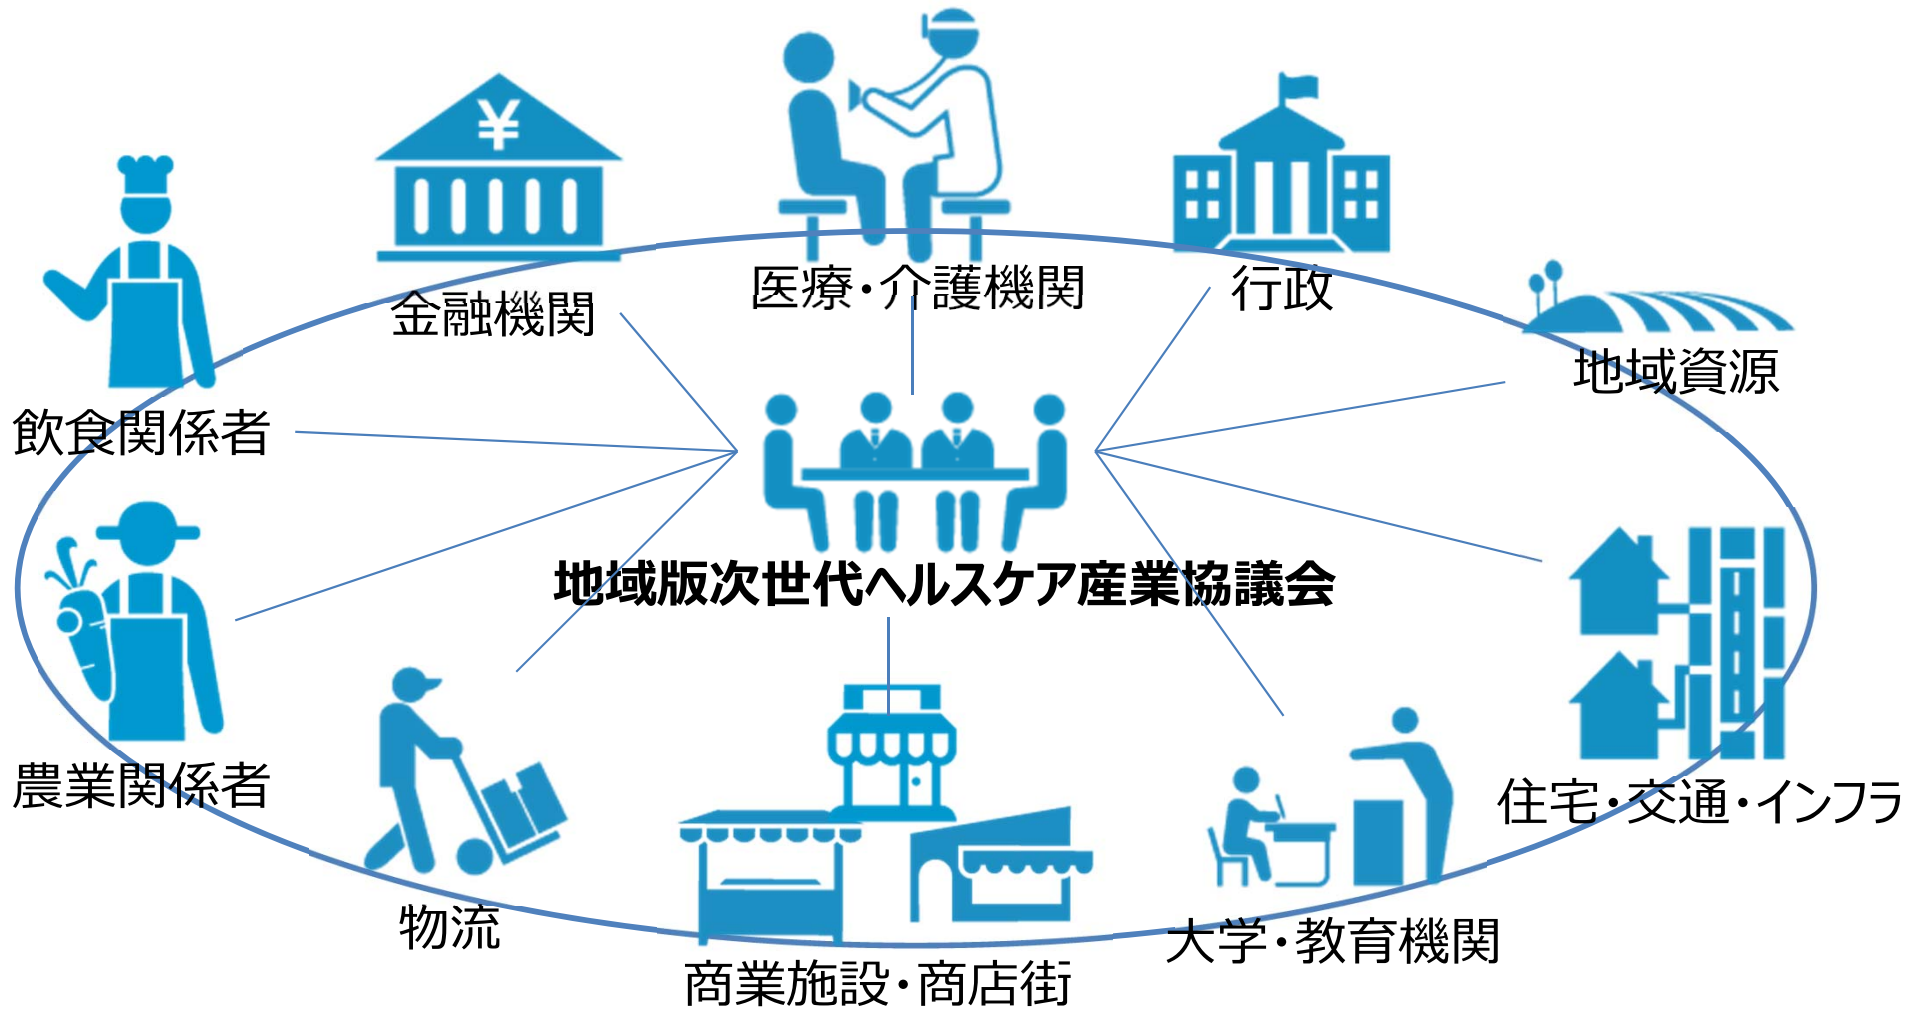 ¥
医療・介護機関
行政
金融機関
地域資源
飲食関係者
地域版次世代ヘルスケア産業協議会
農業関係者
住宅・交通・インフラ
物流
大学・教育機関
商業施設・商店街